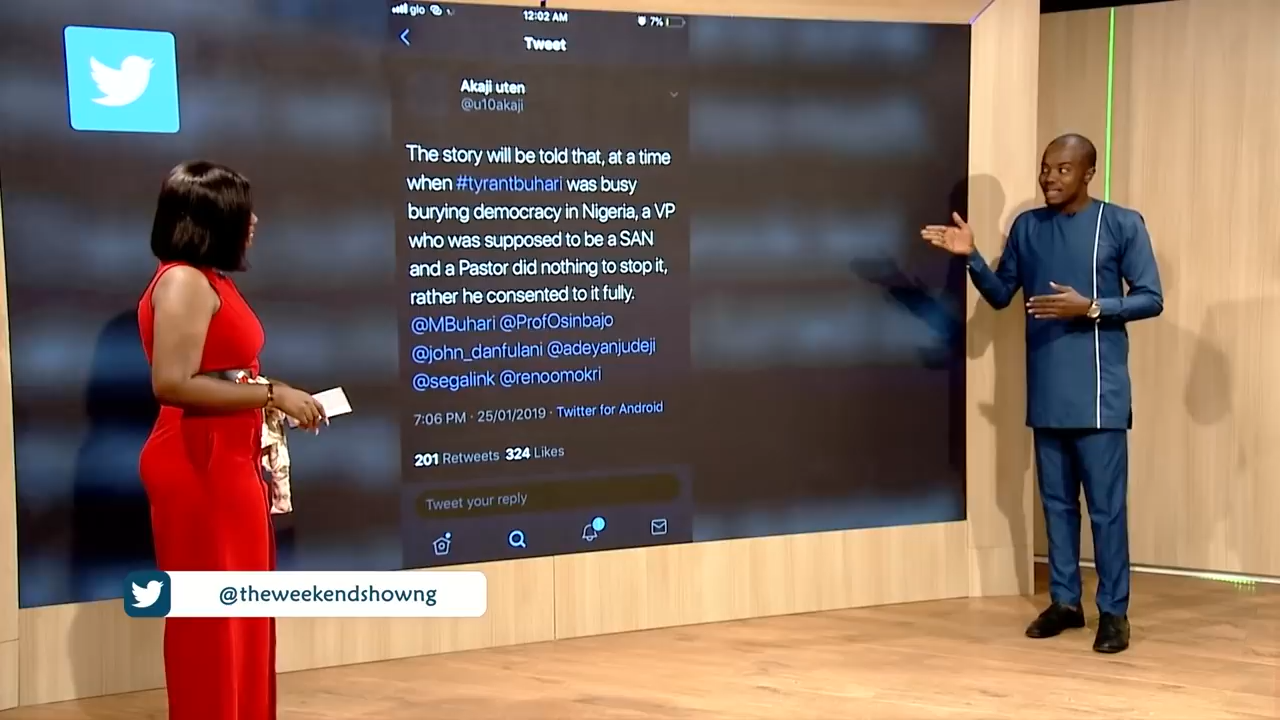 glo
12:02 AM
7%
Tweet
Akaji uten
@u10akaji
The story will be told that, at a time
when #tyrantbuhari was busy
burying democracy in Nigeria, a VP
who was supposed to be a SAN
and a Pastor did nothing to stop it,
rather he consented to it fully.
@MBuhari @ProfOsinbajo
@john_danfulani @adeyanjudeji
@segalink @renoomokri
7:06 PM · 25/01/2019 · Twitter for Android
201 Retweets 324 Likes
Tweet your reply
@theweekendshowng